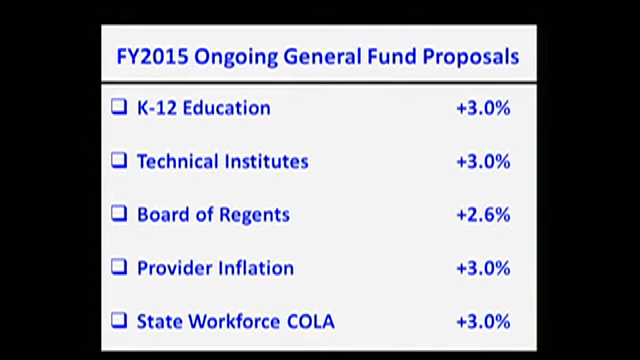 FY2015 Ongoing General Fund Proposals
K-12 Education +3.0%
Technical Institutes +3.0%
Board of Regents +2.6%
Provider Inflation +3.0%
State Workforce COLA +3.0%